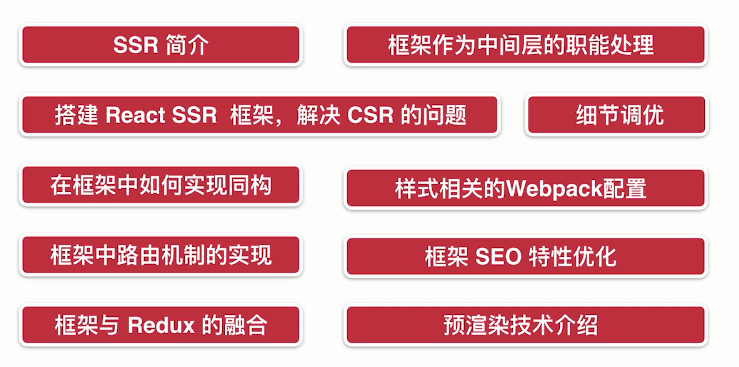 SSR 简介
框架作为中间层的职能处理
搭建 React SSR 框架，解决 CSR 的问题
细节调优
在框架中如何实现同构
样式相关的Webpack配置
框架中路由机制的实现
框架 SEO 特性优化
框架与 Redux 的融合
预渲染技术介绍